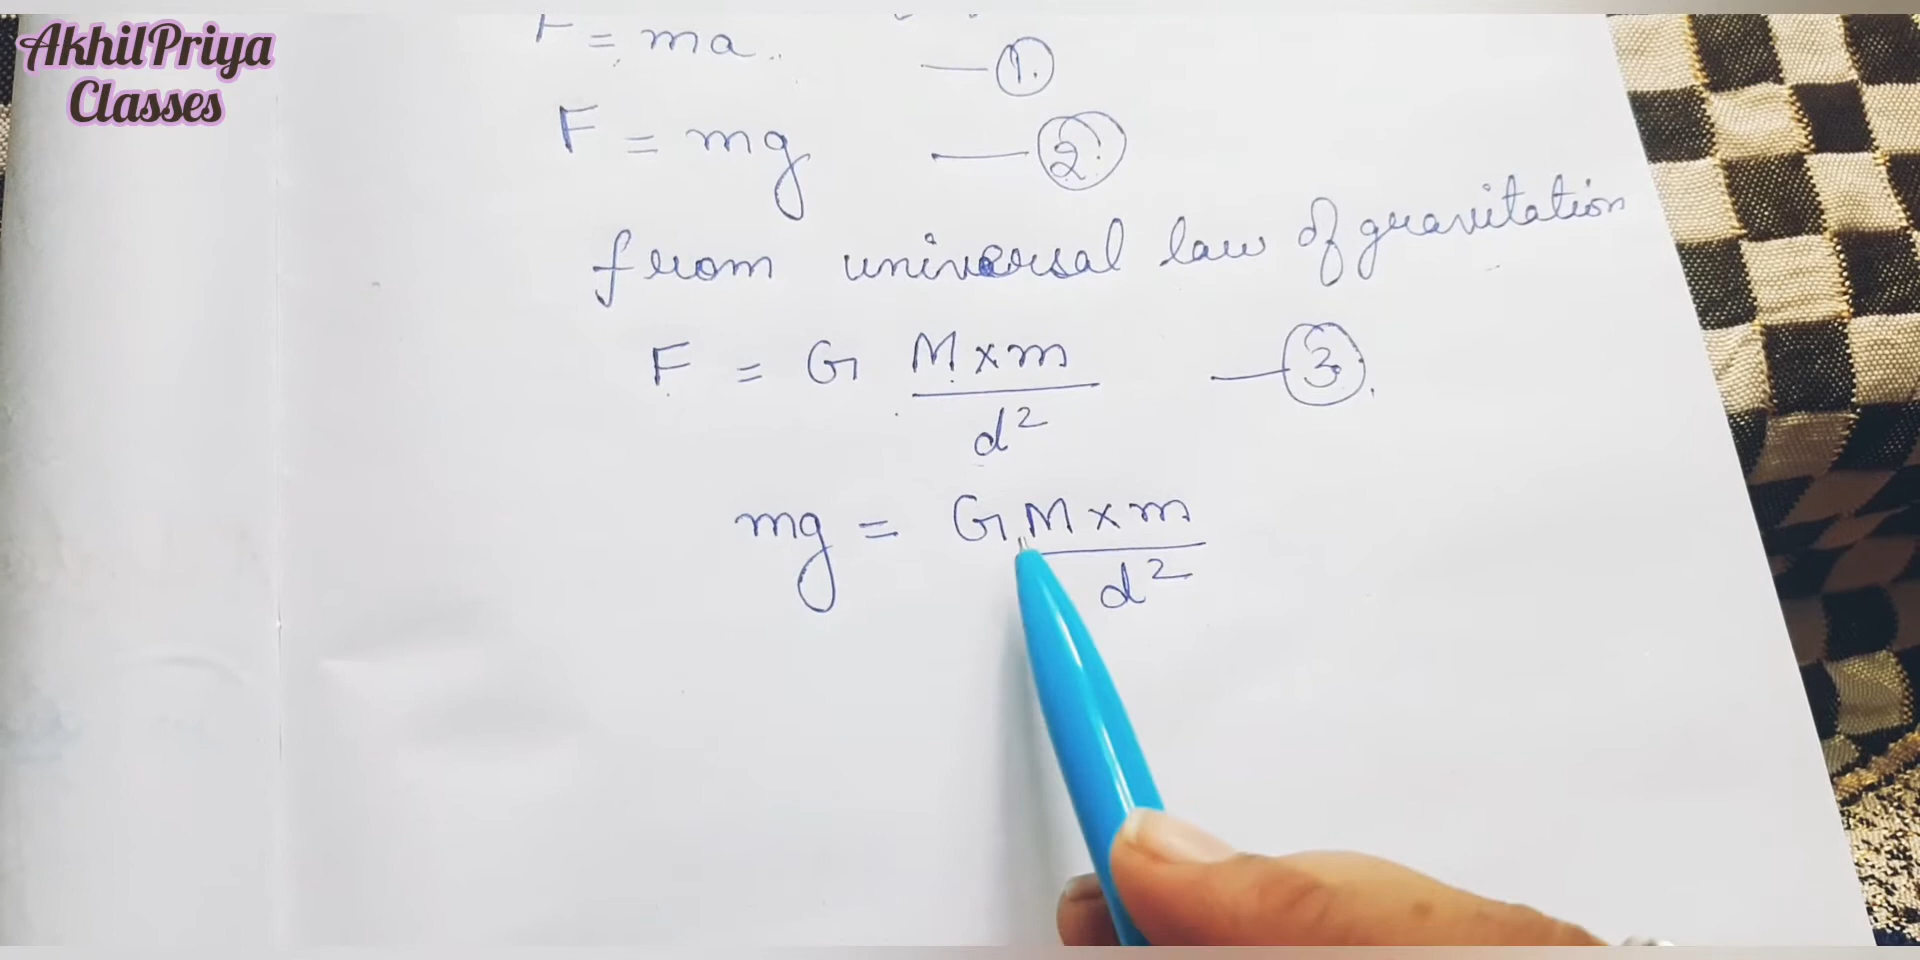 AkhilPriya
Classes
F = ma. — 1.
F = mg — 2.
from universal law of gravitation
F = G M × m / d² — 3.
mg = G M × m / d²